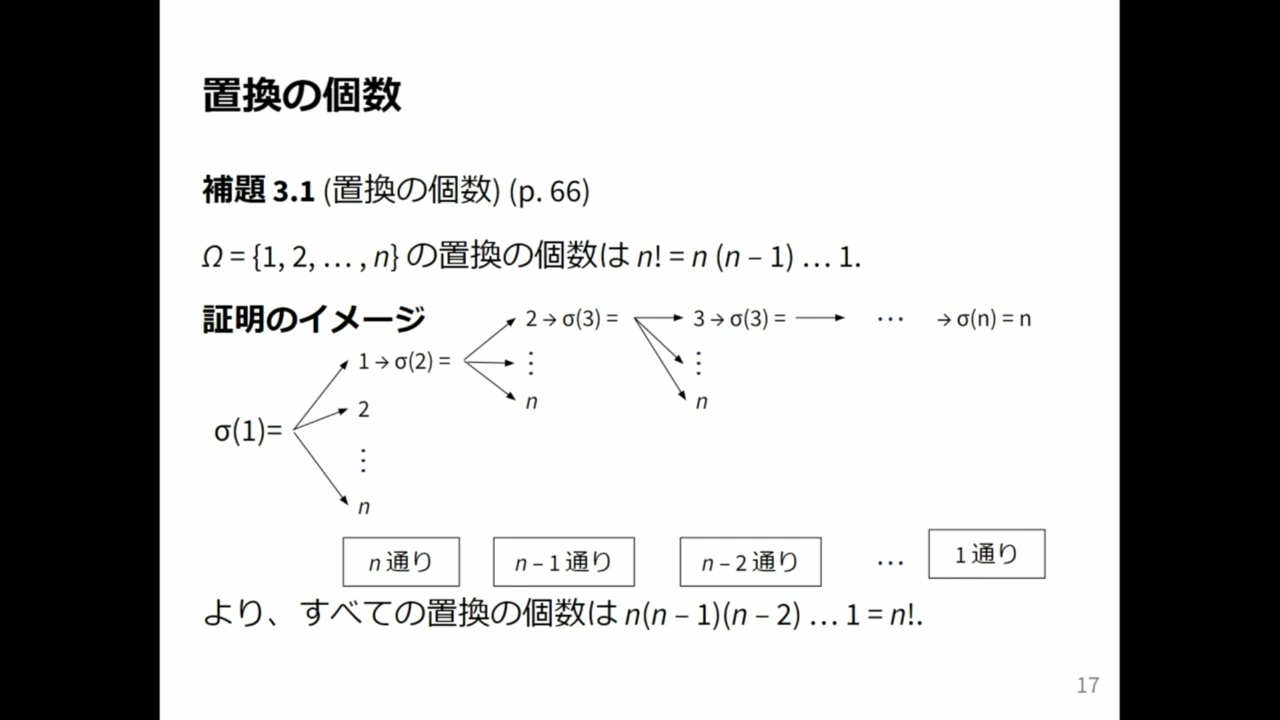 置換の個数
補題 3.1 (置換の個数) (p. 66)
Ω = {1, 2, … , n} の置換の個数は n! = n (n – 1) … 1.
証明のイメージ
2 → σ(3) =
3 → σ(3) =
…
→ σ(n) = n
1 → σ(2) =
⋮
⋮
n
n
2
σ(1)=
⋮
n
n 通り
n – 1 通り
n – 2 通り
…
1 通り
より、すべての置換の個数は n(n – 1)(n – 2) … 1 = n!.
17